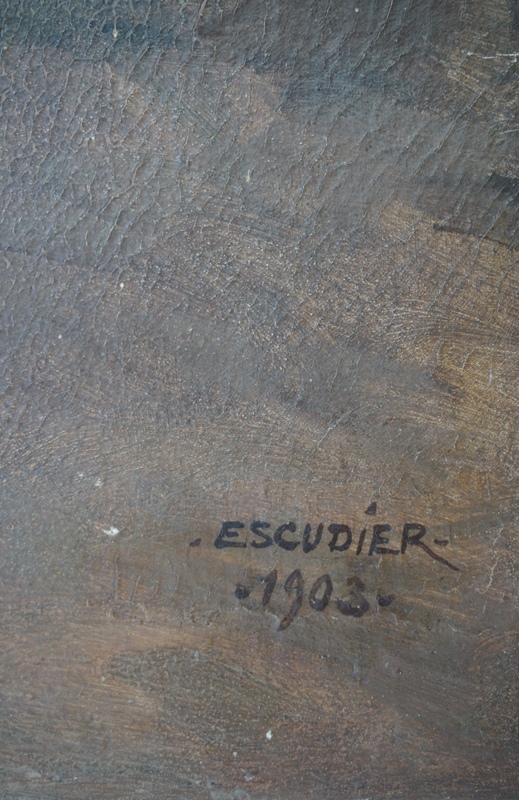 . ESCUDiER -
·1903·